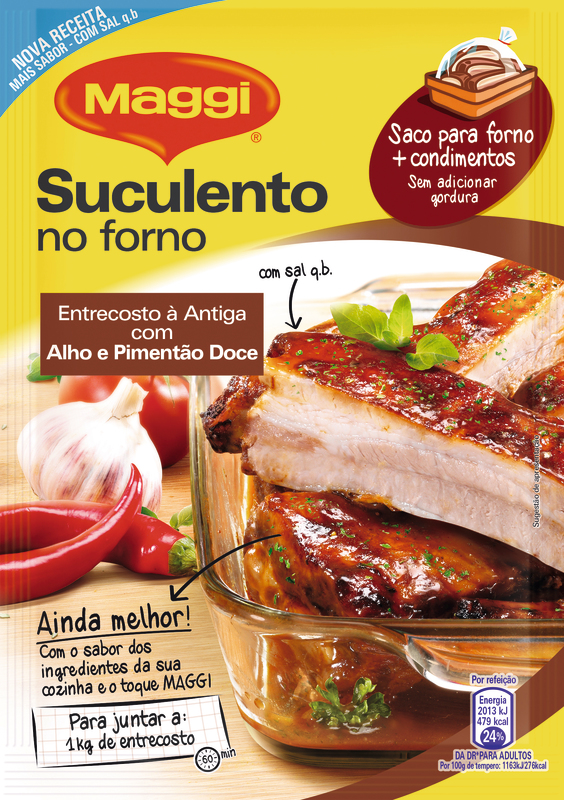 NOVA RECEITA
MAIS SABOR - COM SAL q.b
Maggi
®
Saco para forno
+ condimentos
Sem adicionar
gordura
Suculento
no forno
com sal q.b.
Entrecosto à Antiga
com
Alho e Pimentão Doce
Sugestão de apresentação
Ainda melhor!
Com o sabor dos
ingredientes da sua
cozinha e o toque MAGGI
Para juntar a:
1kg de entrecosto
60 min
Por refeição
Energia
2013 kJ
479 kcal
24%
DA DR* PARA ADULTOS
Por 100g de tempero: 1163kJ/276kcal